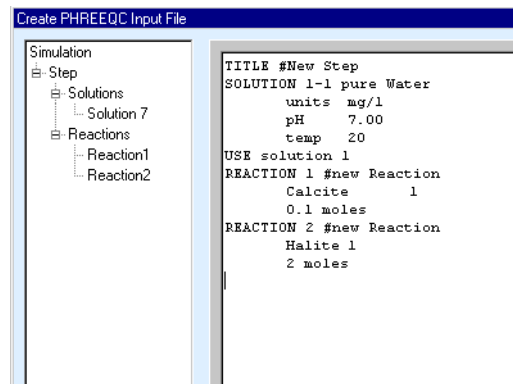 Create PHREEQC Input File
Simulation
Step
Solutions
Solution 7
Reactions
Reaction1
Reaction2
TITLE #New Step
SOLUTION 1-1 pure Water
units mg/l
pH 7.00
temp 20
USE solution 1
REACTION 1 #new Reaction
Calcite 1
0.1 moles
REACTION 2 #new Reaction
Halite 1
2 moles